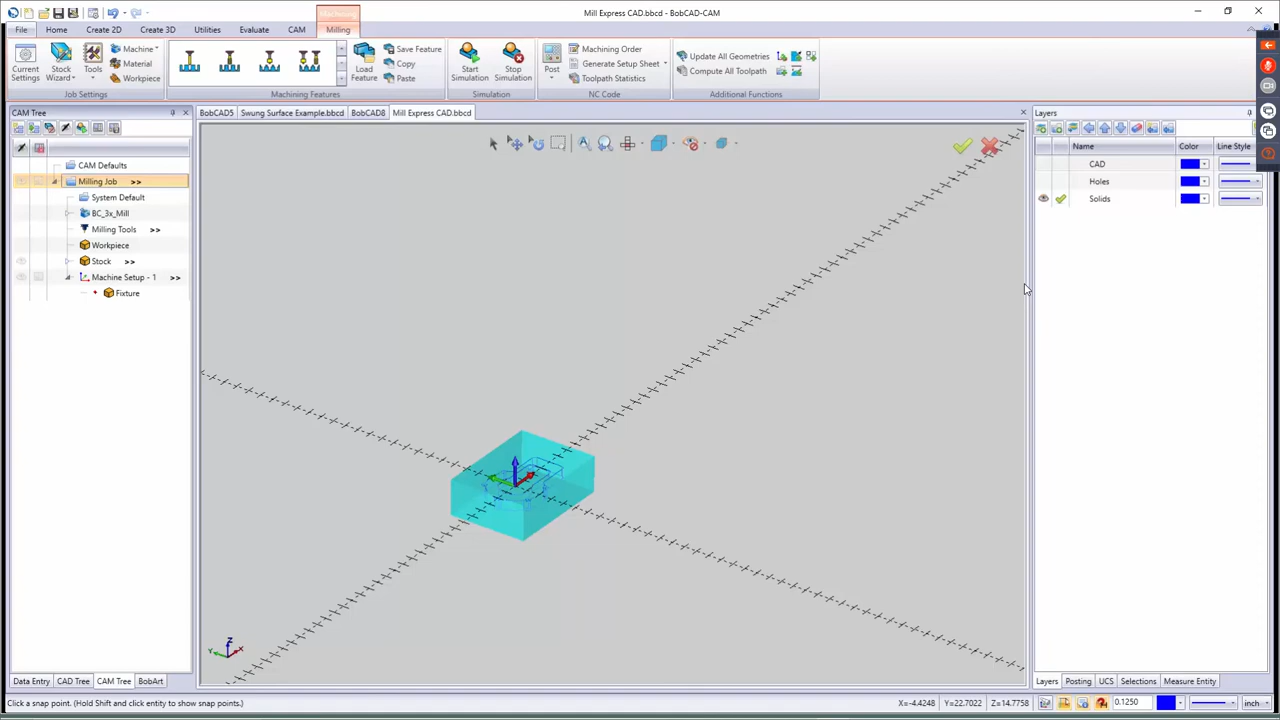 Machining
Mill Express CAD.bbcd - BobCAD-CAM
File Home Create 2D Create 3D Utilities Evaluate CAM Milling
Current Settings
Stock Wizard
Tools
Machine
Material
Workpiece
Job Settings
Machining Features
Load Feature
Save Feature
Copy
Paste
Start Simulation
Stop Simulation
Simulation
Post
Machining Order
Generate Setup Sheet
Toolpath Statistics
NC Code
Update All Geometries
Compute All Toolpath
Additional Functions
CAM Tree
BobCAD5 Swung Surface Example.bbcd BobCAD8 Mill Express CAD.bbcd
CAM Defaults
Milling Job >>
System Default
BC_3x_Mill
Milling Tools >>
Workpiece
Stock >>
Machine Setup - 1 >>
Fixture
Z
Y X
Layers
Name Color Line Style
CAD
Holes
Solids
Data Entry CAD Tree CAM Tree BobArt
Layers Posting UCS Selections Measure Entity
Click a snap point. (Hold Shift and click entity to show snap points.)
X=-4.4248 Y=22.7022 Z=14.7758 0.1250 inch